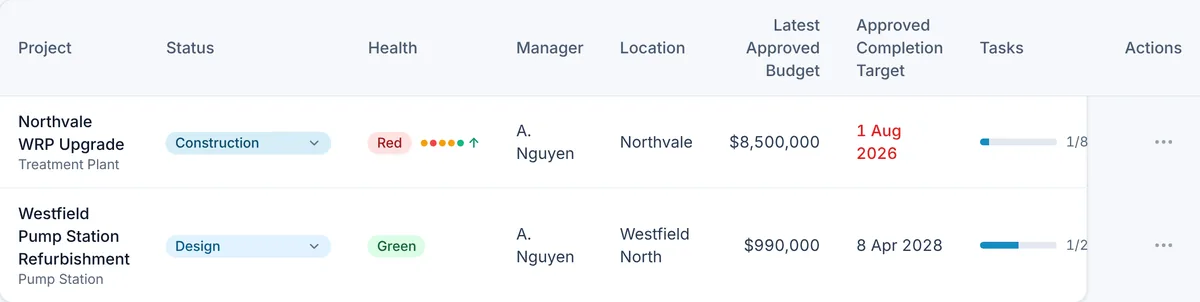 Project
Status
Health
Manager
Location
Latest
Approved
Budget
Approved
Completion
Target
Tasks
Actions
Northvale
WRP Upgrade
Treatment Plant
Construction
Red
A.
Nguyen
Northvale
$8,500,000
1 Aug
2026
1/8
Westfield
Pump Station
Refurbishment
Pump Station
Design
Green
A.
Nguyen
Westfield
North
$990,000
8 Apr 2028
1/2